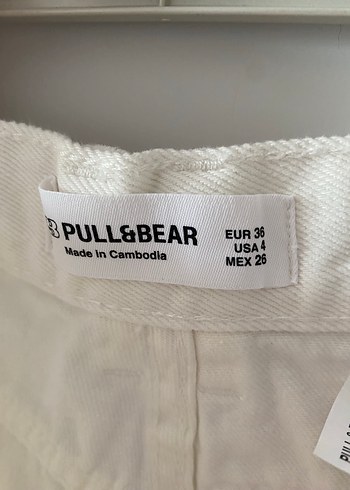 PULL&BEAR
Made in Cambodia
EUR 36
USA 4
MEX 26